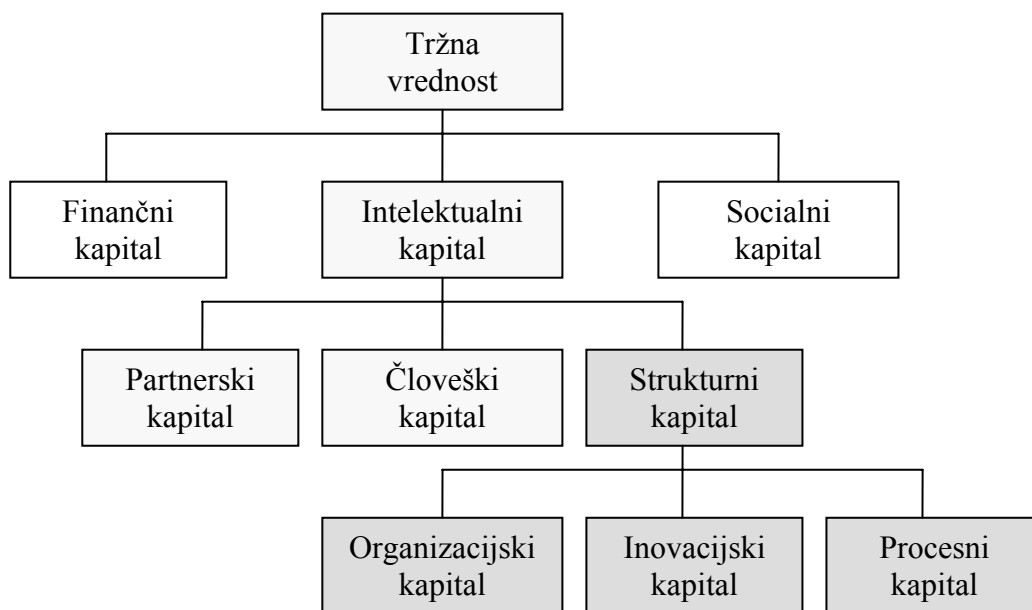 Tržna
vrednost
Finančni
kapital
Intelektualni
kapital
Socialni
kapital
Partnerski
kapital
Človeški
kapital
Strukturni
kapital
Organizacijski
kapital
Inovacijski
kapital
Procesni
kapital